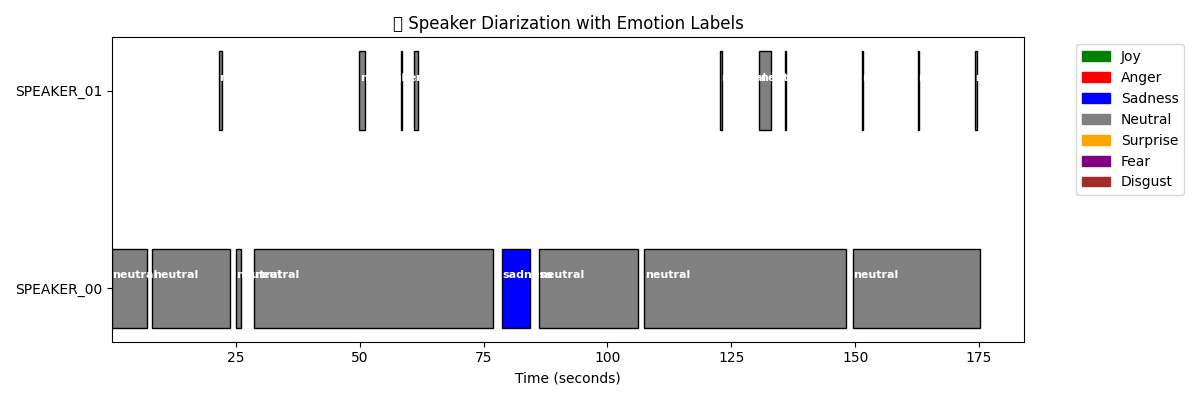 Speaker Diarization with Emotion Labels
SPEAKER_01
SPEAKER_00
neutral
neutral
neutral
sadness
neutral
neutral
neutral
25
50
75
100
125
150
175
Time (seconds)
Joy
Anger
Sadness
Neutral
Surprise
Fear
Disgust